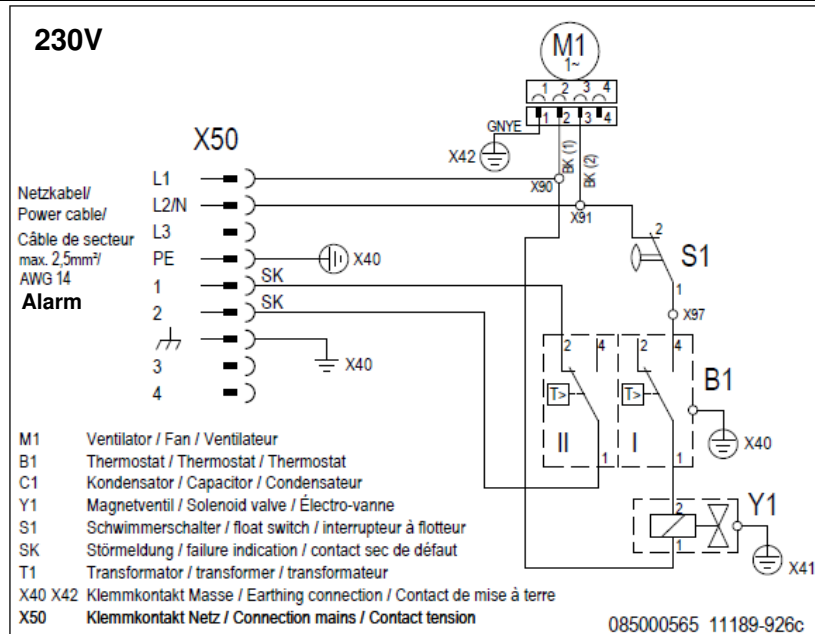 230V
M1
1~
1 2 3 4
1 2 3 4
GNYE
X42
BK (1)
BK (2)
X90
X91
X50
Netzkabel/
Power cable/
Câble de secteur
max. 2,5mm²/
AWG 14
Alarm
L1
L2/N
L3
PE
X40
1 SK
2 SK
X40
3
4
2
S1
1
X97
2 4 2 4
T> T>
B1
II I
1 1
X40
2
Y1
1
X41
M1 Ventilator / Fan / Ventilateur
B1 Thermostat / Thermostat / Thermostat
C1 Kondensator / Capacitor / Condensateur
Y1 Magnetventil / Solenoid valve / Électro-vanne
S1 Schwimmerschalter / float switch / interrupteur à flotteur
SK Störmeldung / failure indication / contact sec de défaut
T1 Transformator / transformer / transformateur
X40 X42 Klemmkontakt Masse / Earthing connection / Contact de mise à terre
X50 Klemmkontakt Netz / Connection mains / Contact tension
085000565 11189-926c